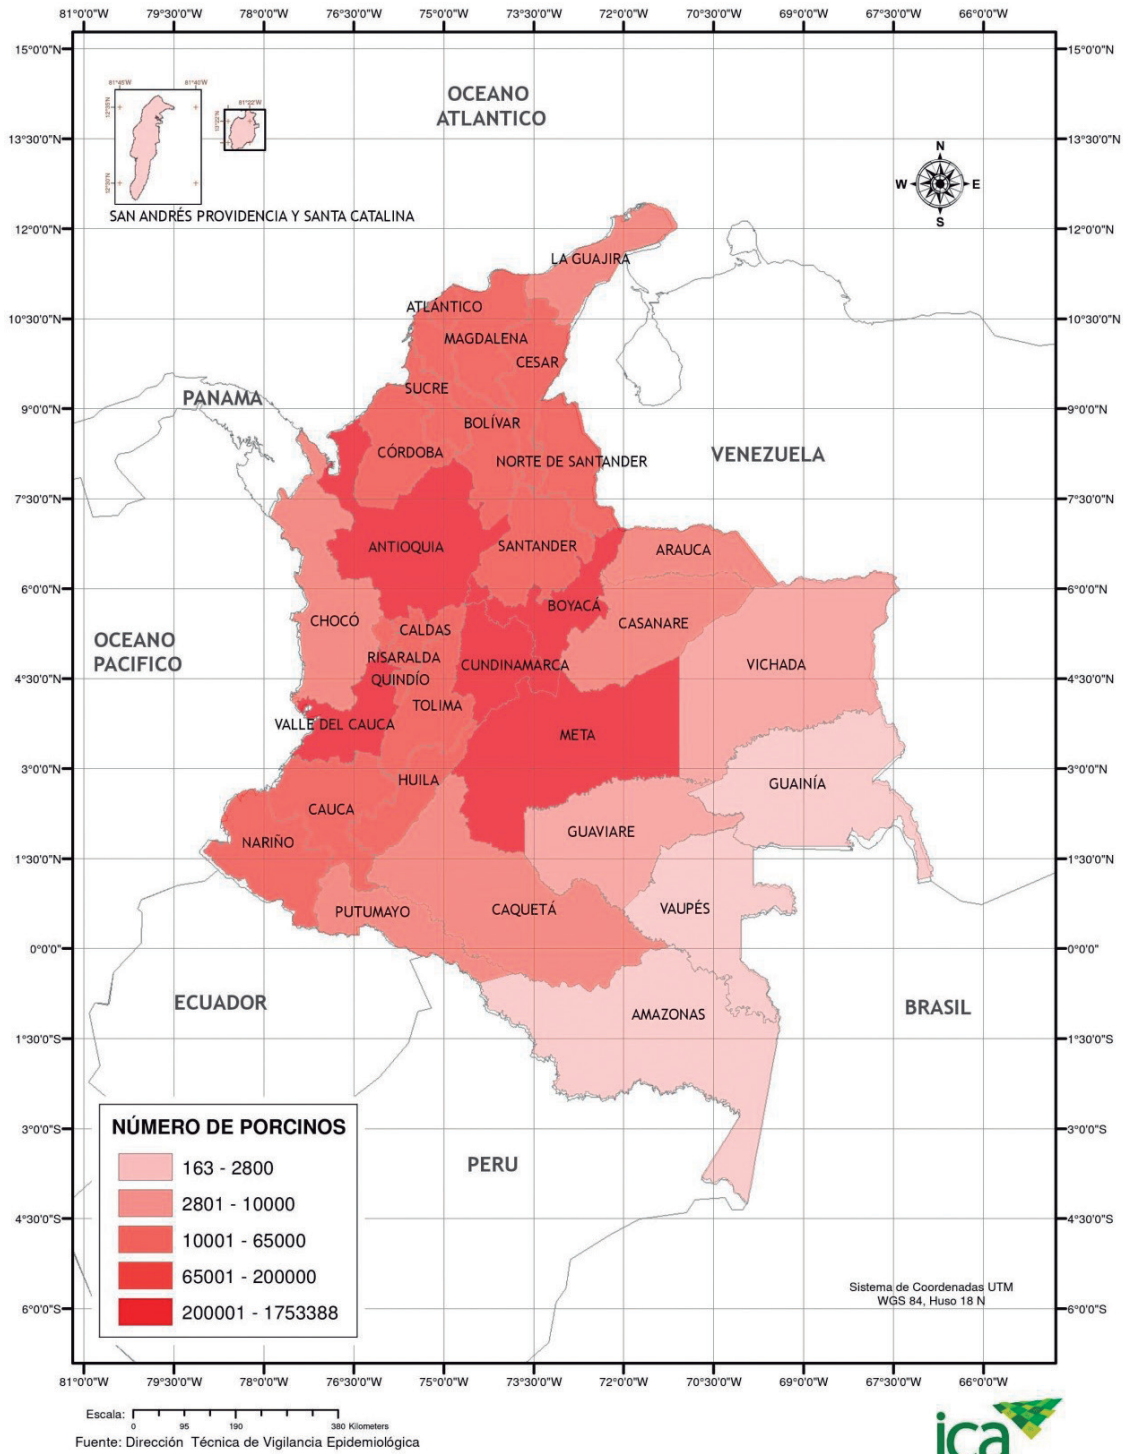 81°0'0"W 79°30'0"W 78°0'0"W 76°30'0"W 75°0'0"W 73°30'0"W 72°0'0"W 70°30'0"W 69°0'0"W 67°30'0"W 66°0'0"W
15°0'0"N 15°0'0"N
OCEANO
ATLANTICO
13°30'0"N 13°30'0"N
N
W E
S
SAN ANDRÉS PROVIDENCIA Y SANTA CATALINA
12°0'0"N 12°0'0"N
LA GUAJIRA
ATLÁNTICO
10°30'0"N 10°30'0"N
MAGDALENA
CESAR
SUCRE
PANAMA
9°0'0"N 9°0'0"N
BOLÍVAR
CÓRDOBA
NORTE DE SANTANDER
VENEZUELA
7°30'0"N 7°30'0"N
ANTIOQUIA
SANTANDER
ARAUCA
6°0'0"N 6°0'0"N
BOYACÁ
CHOCÓ
CALDAS
CASANARE
OCEANO
PACIFICO
RISARALDA
CUNDINAMARCA
VICHADA
QUINDÍO
4°30'0"N 4°30'0"N
TOLIMA
VALLE DEL CAUCA
META
3°0'0"N 3°0'0"N
HUILA
GUAINÍA
CAUCA
GUAVIARE
NARIÑO
1°30'0"N 1°30'0"N
PUTUMAYO
CAQUETÁ
VAUPÉS
0°0'0" 0°0'0"
ECUADOR
BRASIL
AMAZONAS
1°30'0"S 1°30'0"S
NÚMERO DE PORCINOS
3°0'0"S 3°0'0"S
163 - 2800
PERU
2801 - 10000
4°30'0"S 4°30'0"S
10001 - 65000
65001 - 200000
Sistema de Coordenadas UTM
WGS 84, Huso 18 N
200001 - 1753388
6°0'0"S 6°0'0"S
81°0'0"W 79°30'0"W 78°0'0"W 76°30'0"W 75°0'0"W 73°30'0"W 72°0'0"W 70°30'0"W 69°0'0"W 67°30'0"W 66°0'0"W
Escala:
0 95 190 380 Kilometers
Fuente: Dirección Técnica de Vigilancia Epidemiológica
ica